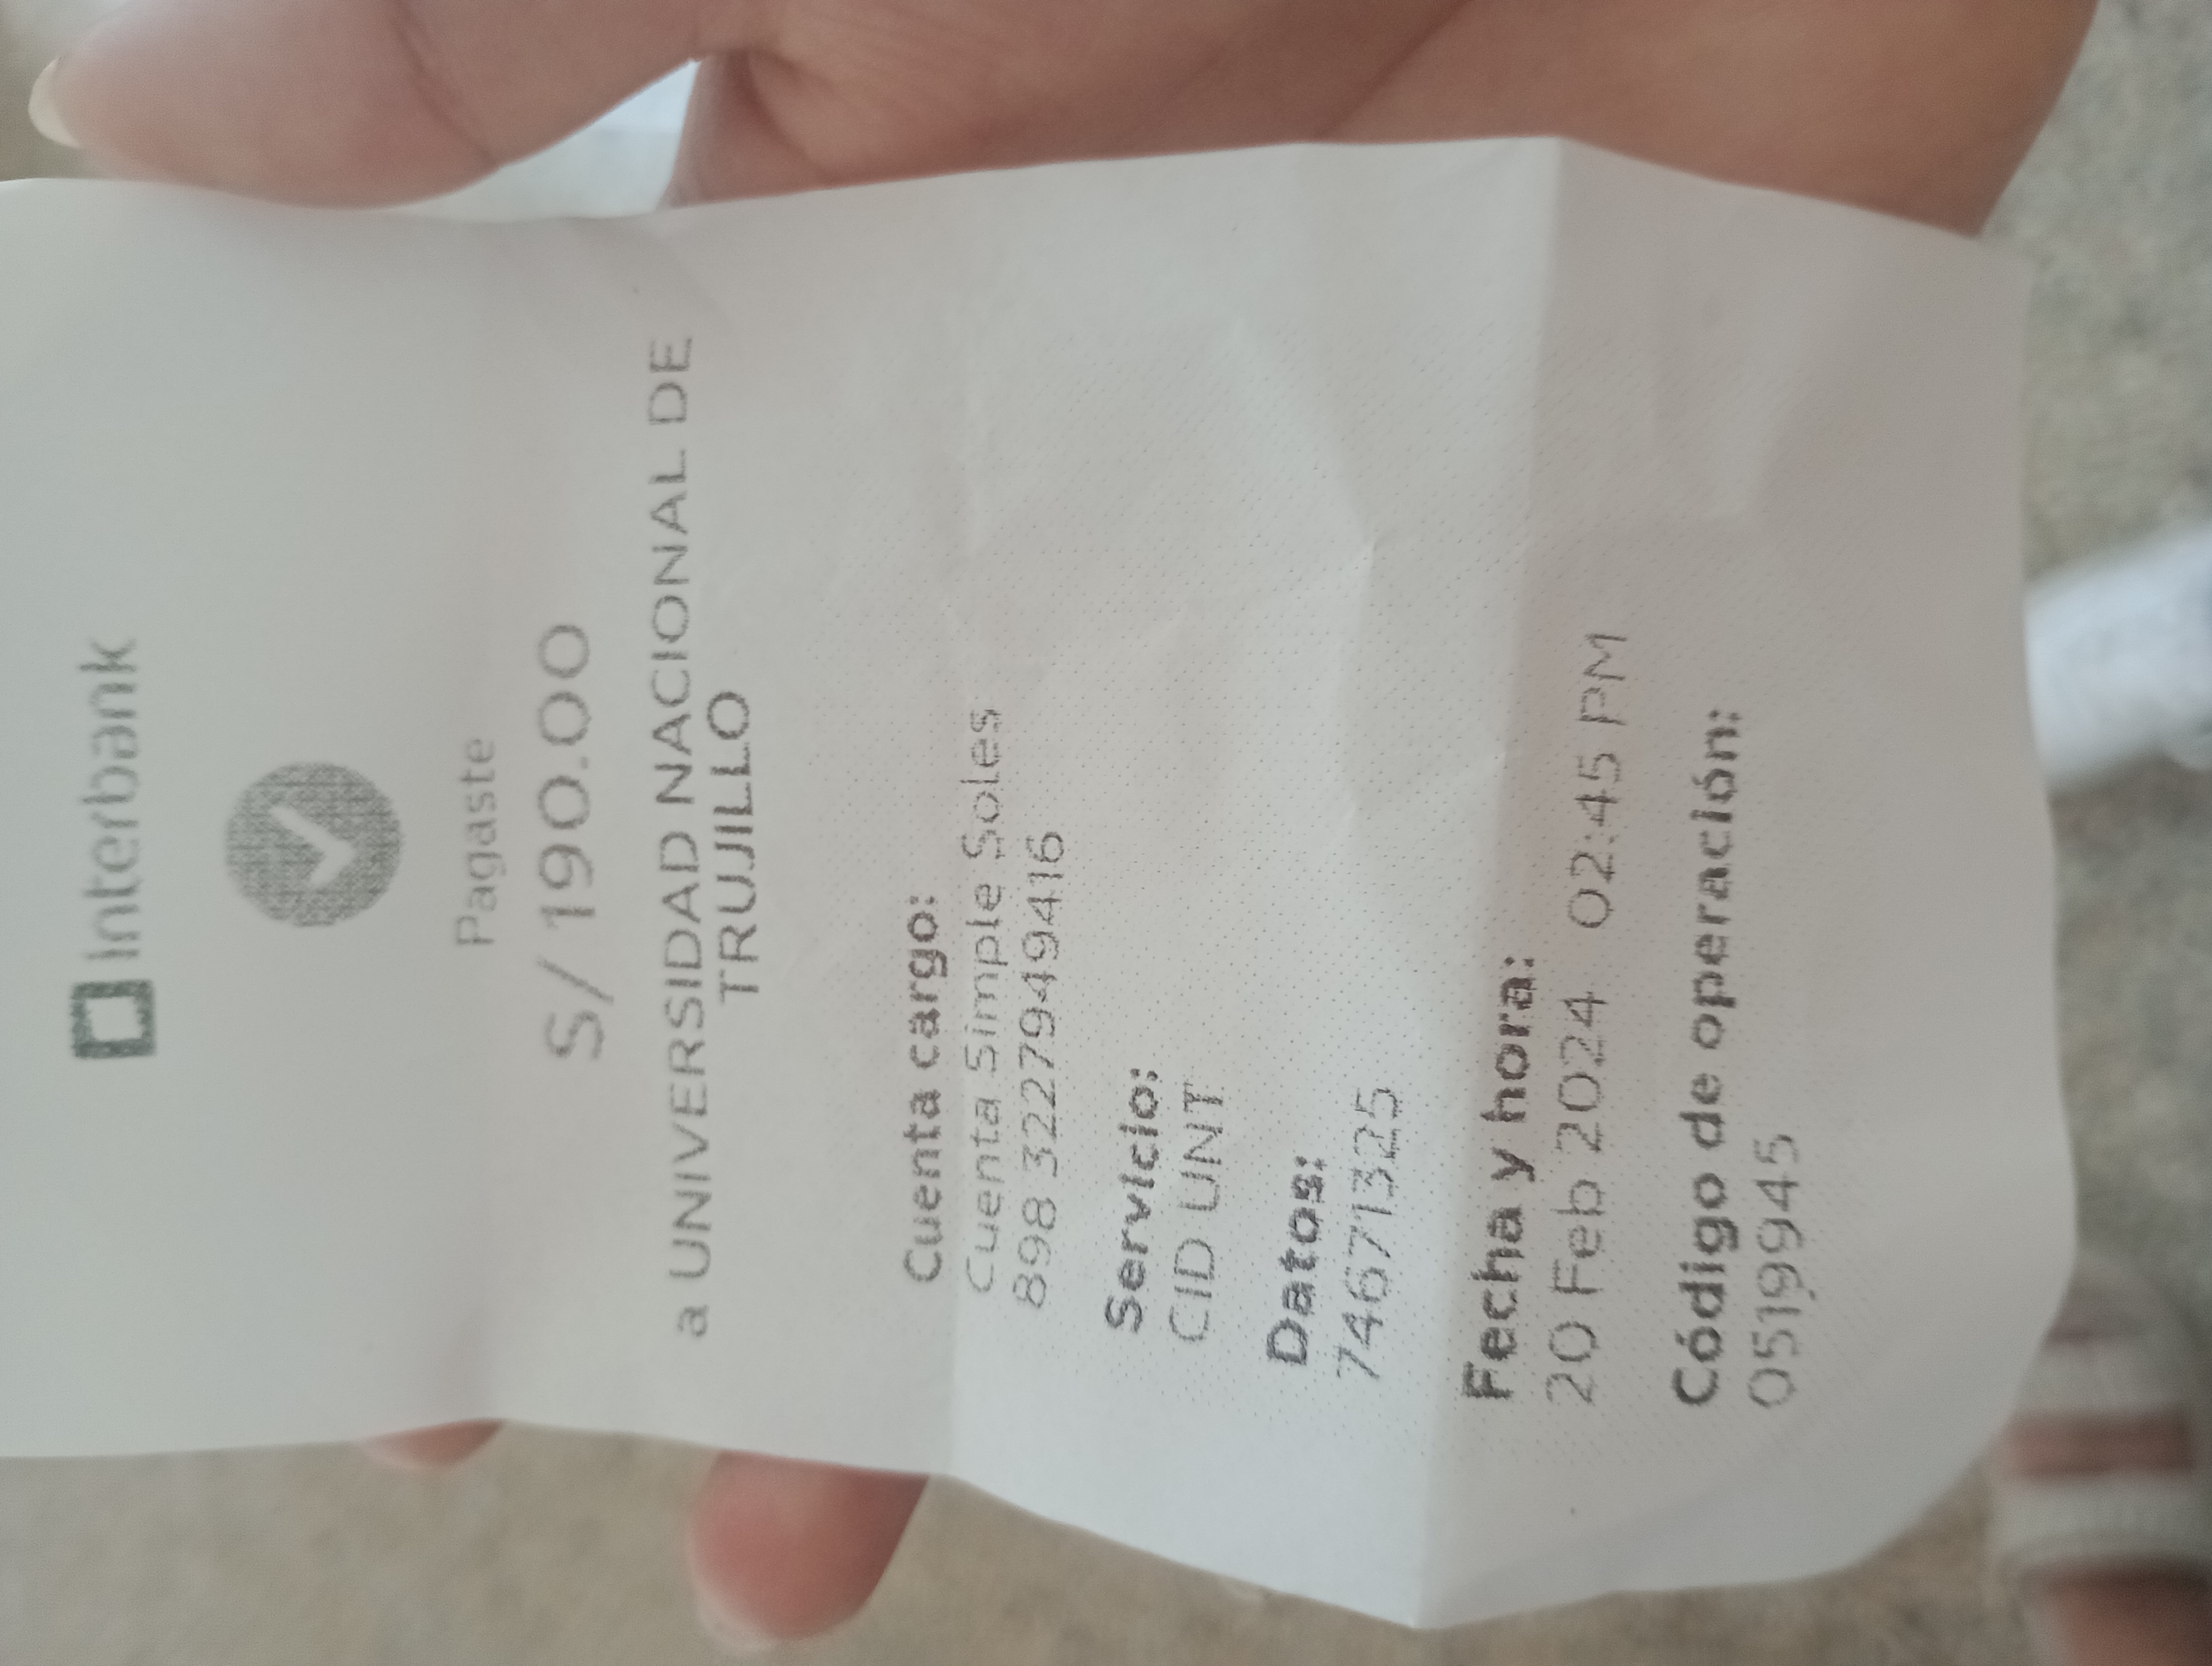 Interbank
Pagaste
S/ 190.00
a UNIVERSIDAD NACIONAL DE
TRUJILLO
Cuenta cargo:
Cuenta Simple Soles
898 3227949416
Servicio:
CID UNT
Datos:
74671325
Fecha y hora:
20 Feb 2024 02:45 PM
Código de operación:
0519945